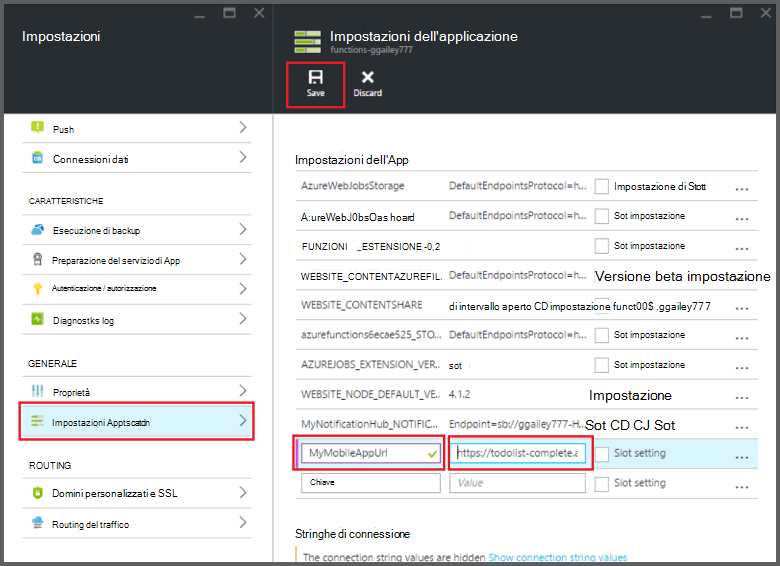 Impostazioni
Impostazioni dell'applicazione
functions-ggailey777
Save
Discard
Push
Connessioni dati
CARATTERISTICHE
Esecuzione di backup
Preparazione del servizio di App
Autenticazione / autorizzazione
Diagnostks log
GENERALE
Proprietà
Impostazioni Apptscatdn
ROUTING
Domini personalizzati e SSL
Routing del traffico
Impostazioni dell'App
AzureWebJobsStorage DefaultEndpointsProtocol=h... Impostazione di Stott ...
A:ureWebJ0bsOas hoard DefaultEndpointsProtocol=h... Sot impostazione ...
FUNZIONI _ESTENSIONE -0,2 Sot impostazione ...
WEBSITE_CONTENTAZUREFIL... DefaultEndpointsProtocol=h... Versione beta impostazione
WEBSITE_CONTENTSHARE di intervallo aperto CD impostazione funct00$ .ggailey777 ...
azurefunctions6ecae525_STO... DefaultEndpointsProtocol=h... Sot impostazione ...
AZUREJOBS_EXTENSION_VER... sot Sot impostazione ...
WEBSITE_NODE_DEFAULT_VE... 4.1.2 Impostazione ...
MyNotificationHub_NOTIFIC... Endpoint=sb://ggailey777-H... Sot CD CJ Sot ...
MyMobileAppUrl https://todolist-complete.a Slot setting ...
Chiave Value Slot setting ...
Stringhe di connessione
The connection string values are hidden Show connection string values